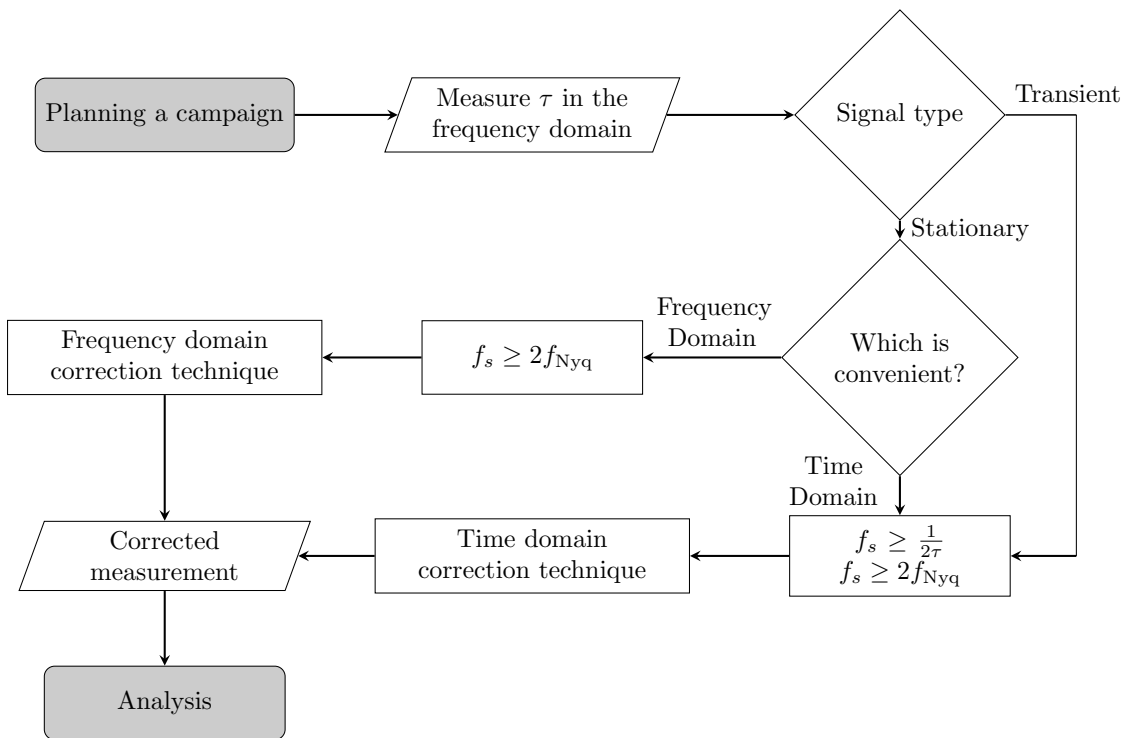 Planning a campaign
Measure τ in the
frequency domain
Signal type
Transient
Stationary
Which is
convenient?
Frequency
Domain
f_s ≥ 2f_Nyq
Frequency domain
correction technique
Time
Domain
f_s ≥ 1/(2τ)
f_s ≥ 2f_Nyq
Time domain
correction technique
Corrected
measurement
Analysis